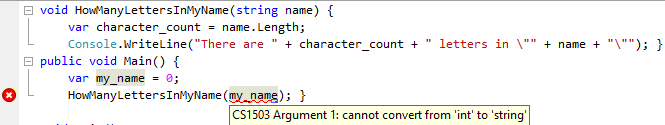 void HowManyLettersInMyName(string name) {
var character_count = name.Length;
Console.WriteLine("There are " + character_count + " letters in \"" + name + "\""); }
public void Main() {
var my_name = 0;
HowManyLettersInMyName(my_name); }
CS1503 Argument 1: cannot convert from 'int' to 'string'